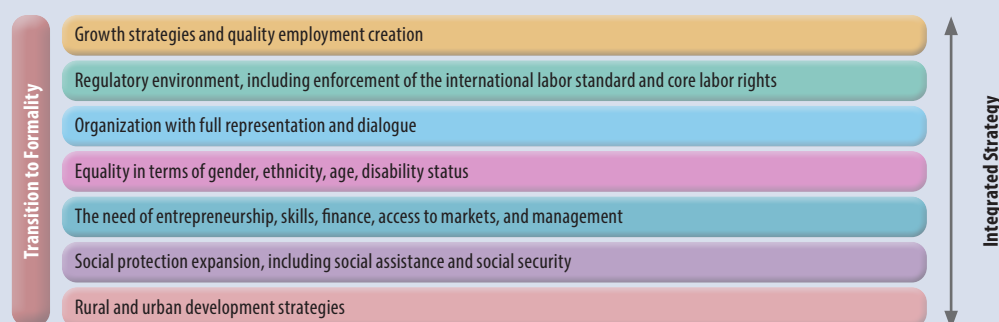 Transition to Formality
Growth strategies and quality employment creation
Regulatory environment, including enforcement of the international labor standard and core labor rights
Organization with full representation and dialogue
Equality in terms of gender, ethnicity, age, disability status
The need of entrepreneurship, skills, finance, access to markets, and management
Social protection expansion, including social assistance and social security
Rural and urban development strategies
Integrated Strategy